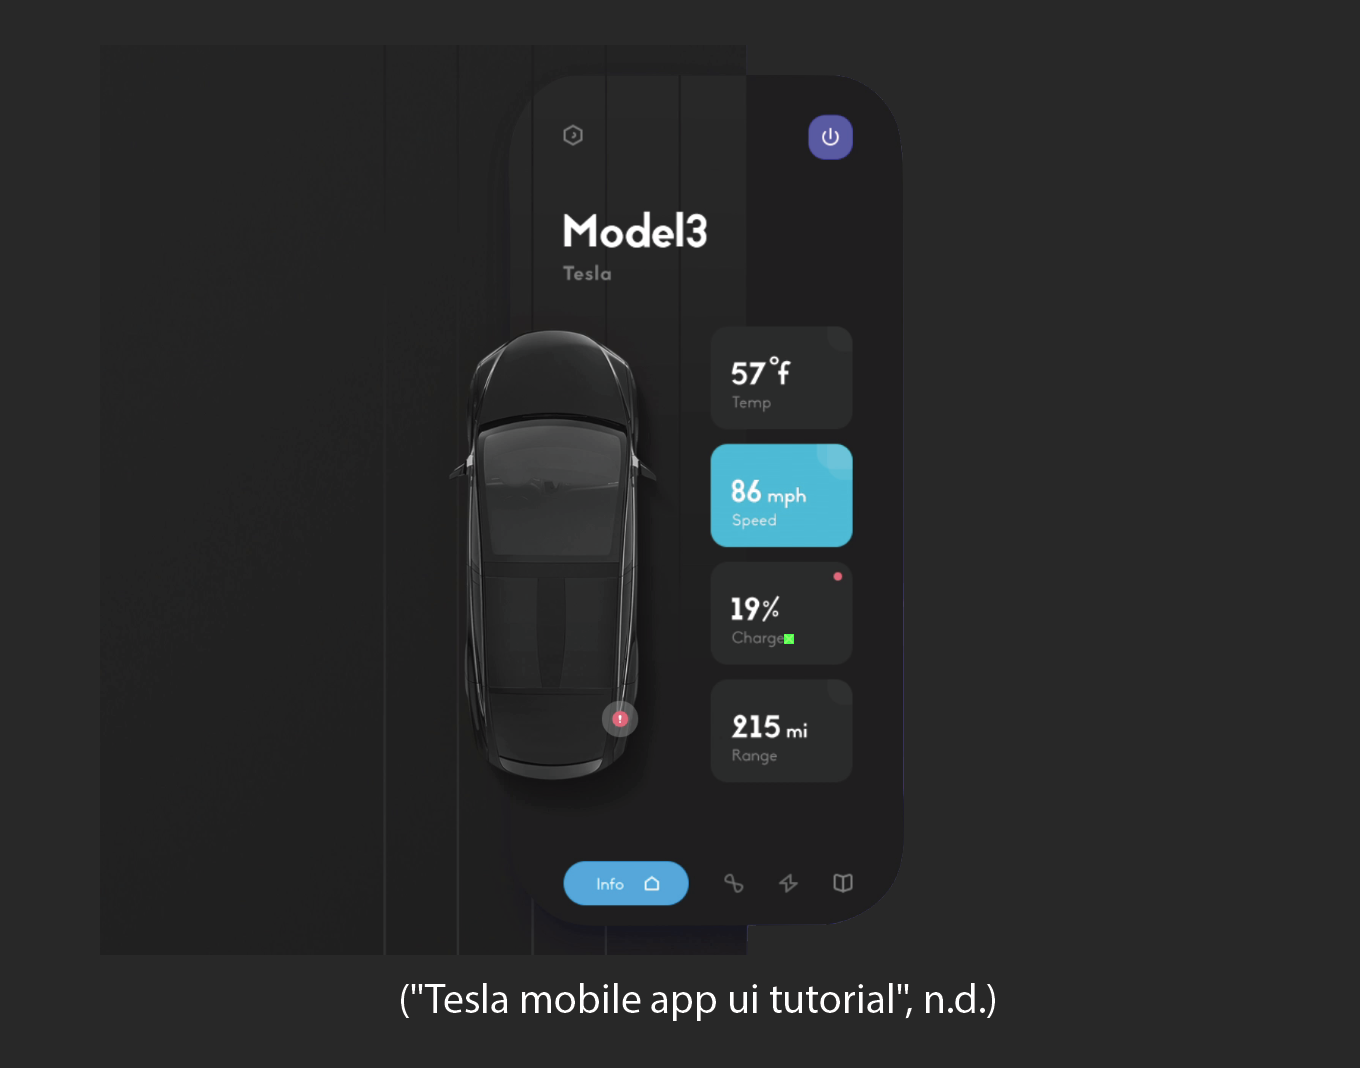 Model3
Tesla
57°f
Temp
86 mph
Speed
19%
Charge
215 mi
Range
Info
("Tesla mobile app ui tutorial", n.d.)